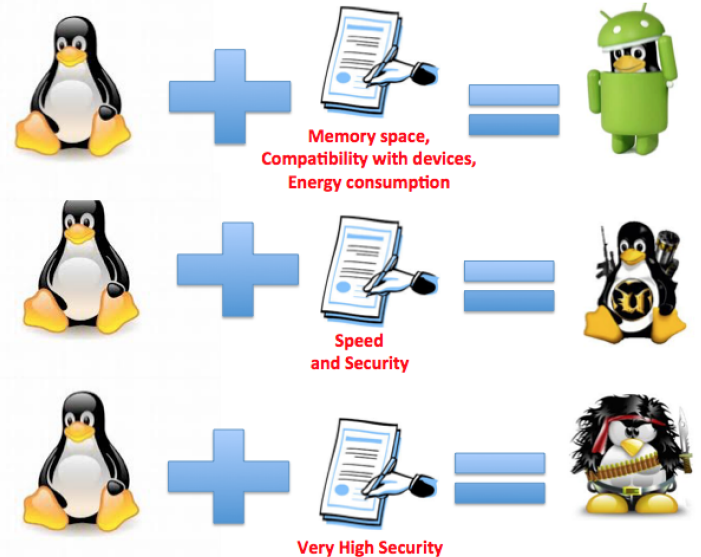 Memory space,
Compatibility with devices,
Energy consumption
Speed
and Security
Very High Security